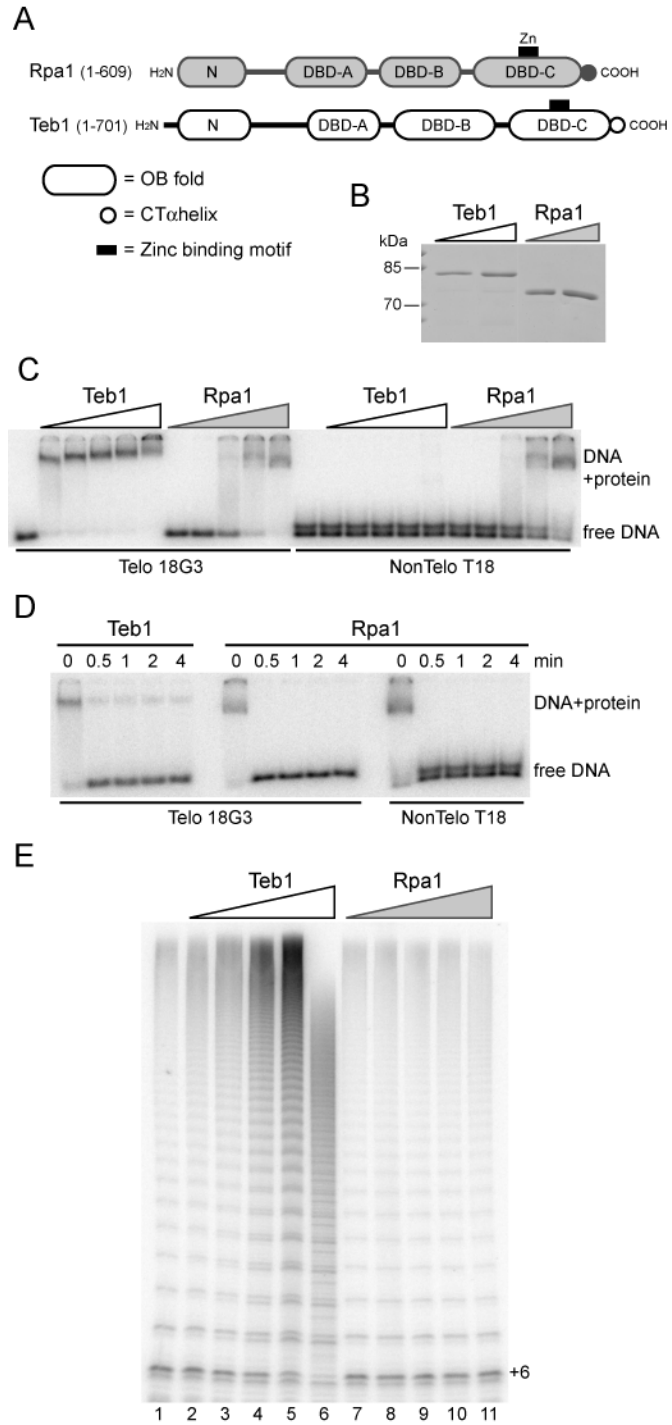 A
Zn
Rpa1 (1-609) H2N N DBD-A DBD-B DBD-C COOH
Teb1 (1-701) H2N N DBD-A DBD-B DBD-C COOH
= OB fold
= CTαhelix
= Zinc binding motif
B
Teb1 Rpa1
kDa
85
70
C
Teb1 Rpa1 Teb1 Rpa1
DNA
+protein
free DNA
Telo 18G3 NonTelo T18
D
Teb1 Rpa1
0 0.5 1 2 4 0 0.5 1 2 4 0 0.5 1 2 4 min
DNA+protein
free DNA
Telo 18G3 NonTelo T18
E
Teb1 Rpa1
+6
1 2 3 4 5 6 7 8 9 10 11